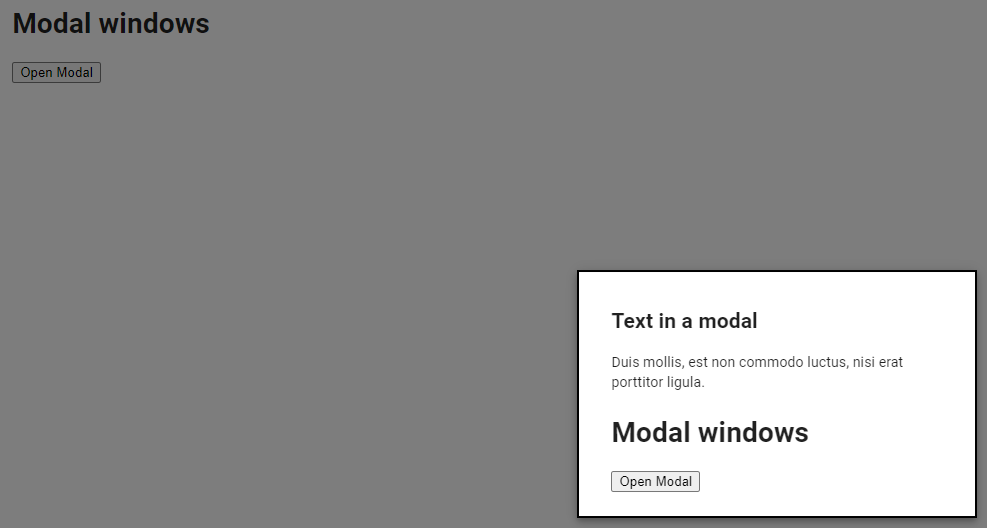 Modal windows
Open Modal
Text in a modal
Duis mollis, est non commodo luctus, nisi erat
porttitor ligula.
Modal windows
Open Modal